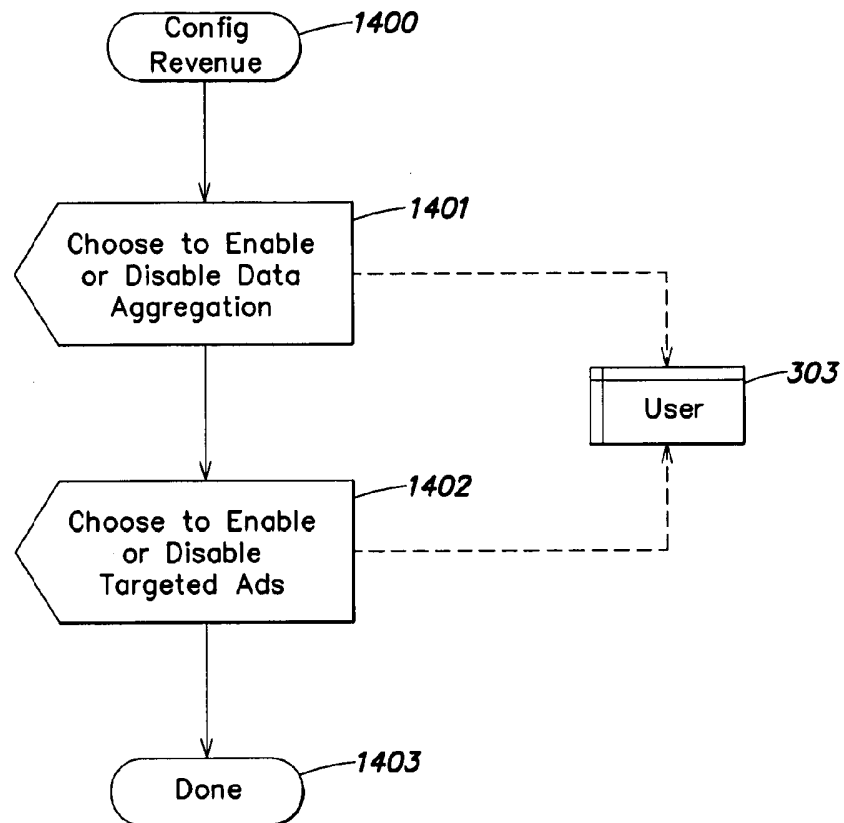 Config
Revenue
1400
Choose to Enable
or Disable Data
Aggregation
1401
User
303
Choose to Enable
or Disable
Targeted Ads
1402
Done
1403